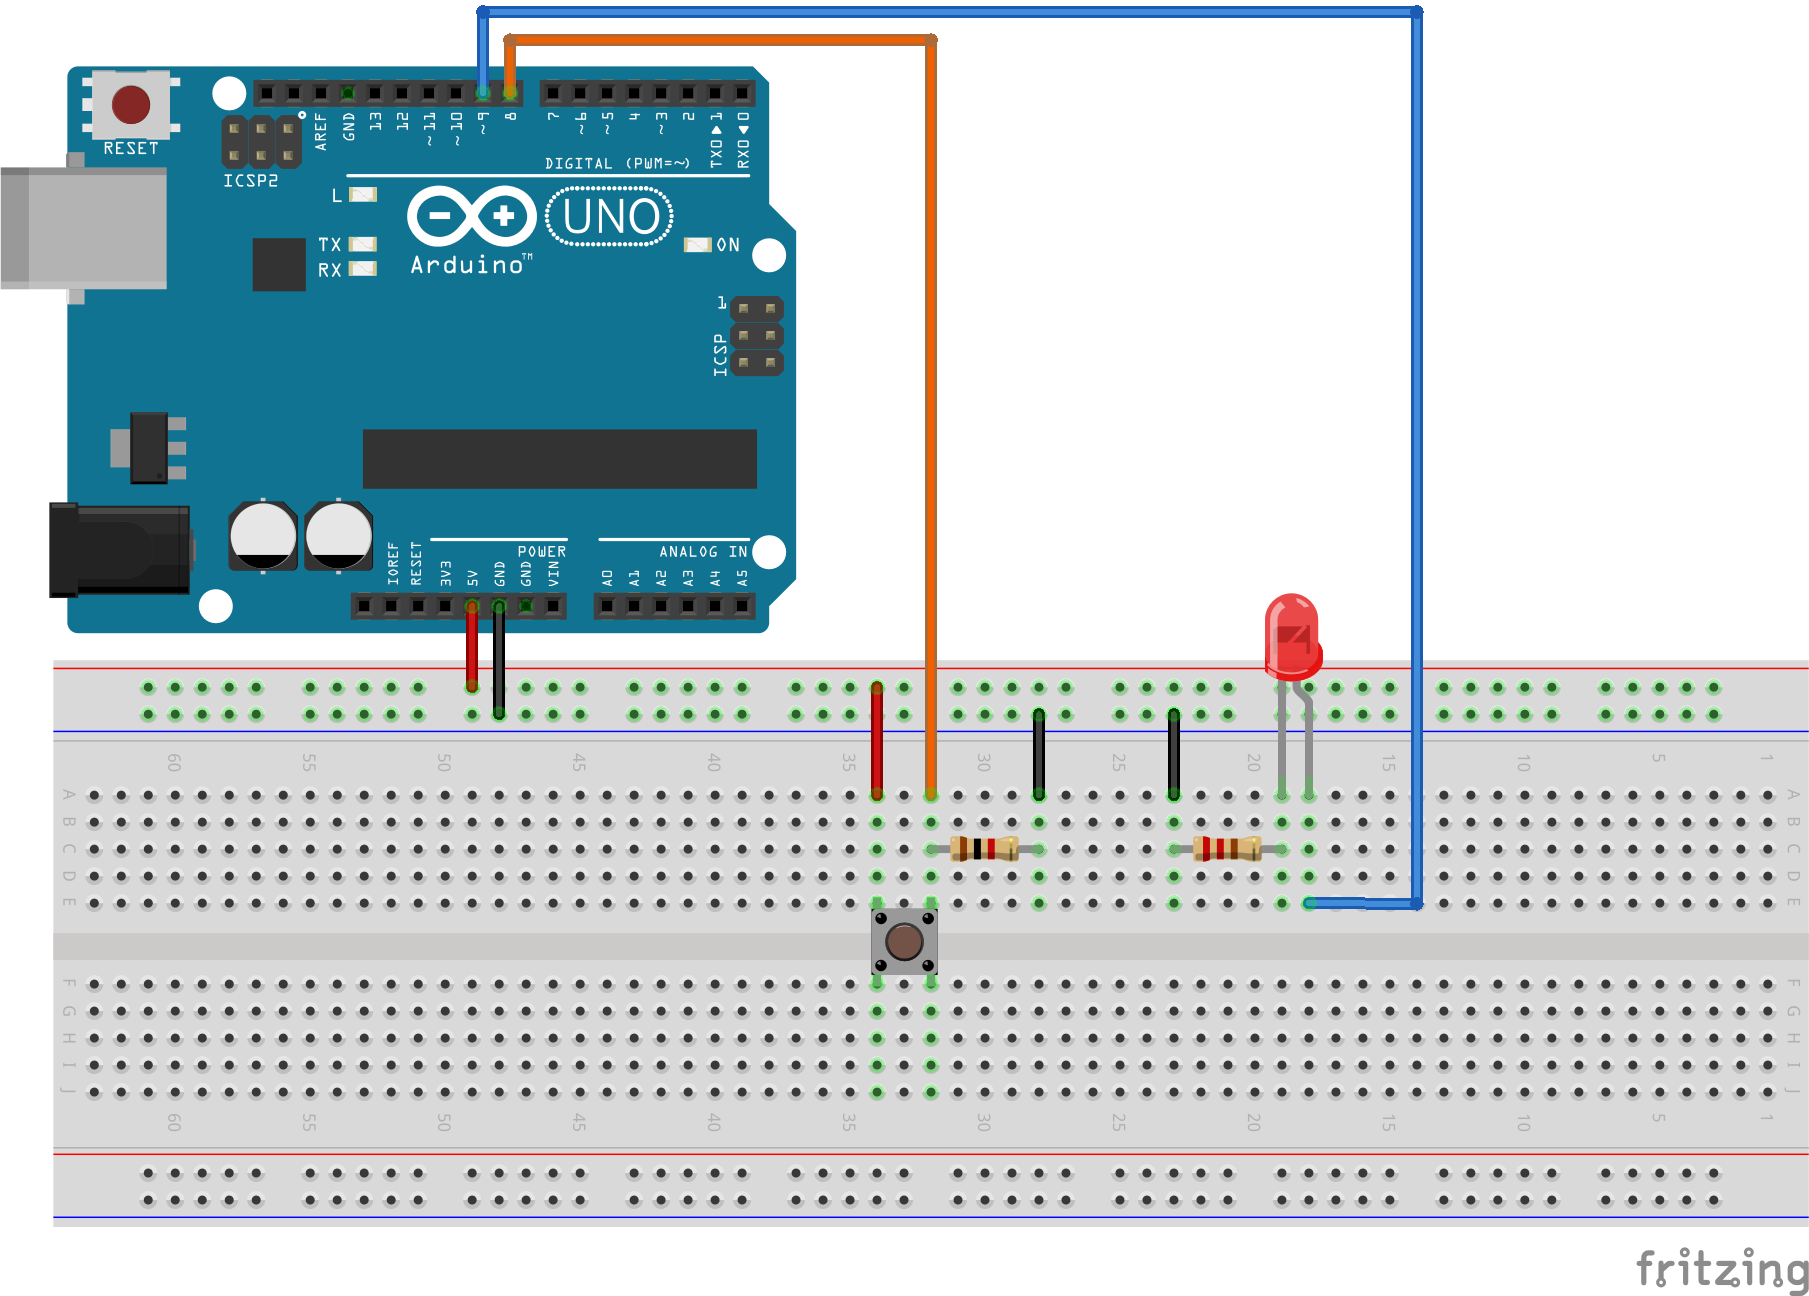 RESET
ICSP2
AREF
GND
13
12
~11
~10
~9
8
7
~6
~5
4
~3
2
TXO▶1
RXO◀0
DIGITAL (PWM=~)
L
TX
RX
UNO
Arduino™
ON
1
ICSP
IOREF
RESET
3V3
5V
GND
GND
VIN
POWER
A0
A1
A2
A3
A4
A5
ANALOG IN
60 55 50 45 40 35 30 25 20 15 10 5 1
A A
B B
C C
D D
E E
F F
G G
H H
I I
J J
60 55 50 45 40 35 30 25 20 15 10 5 1
fritzing